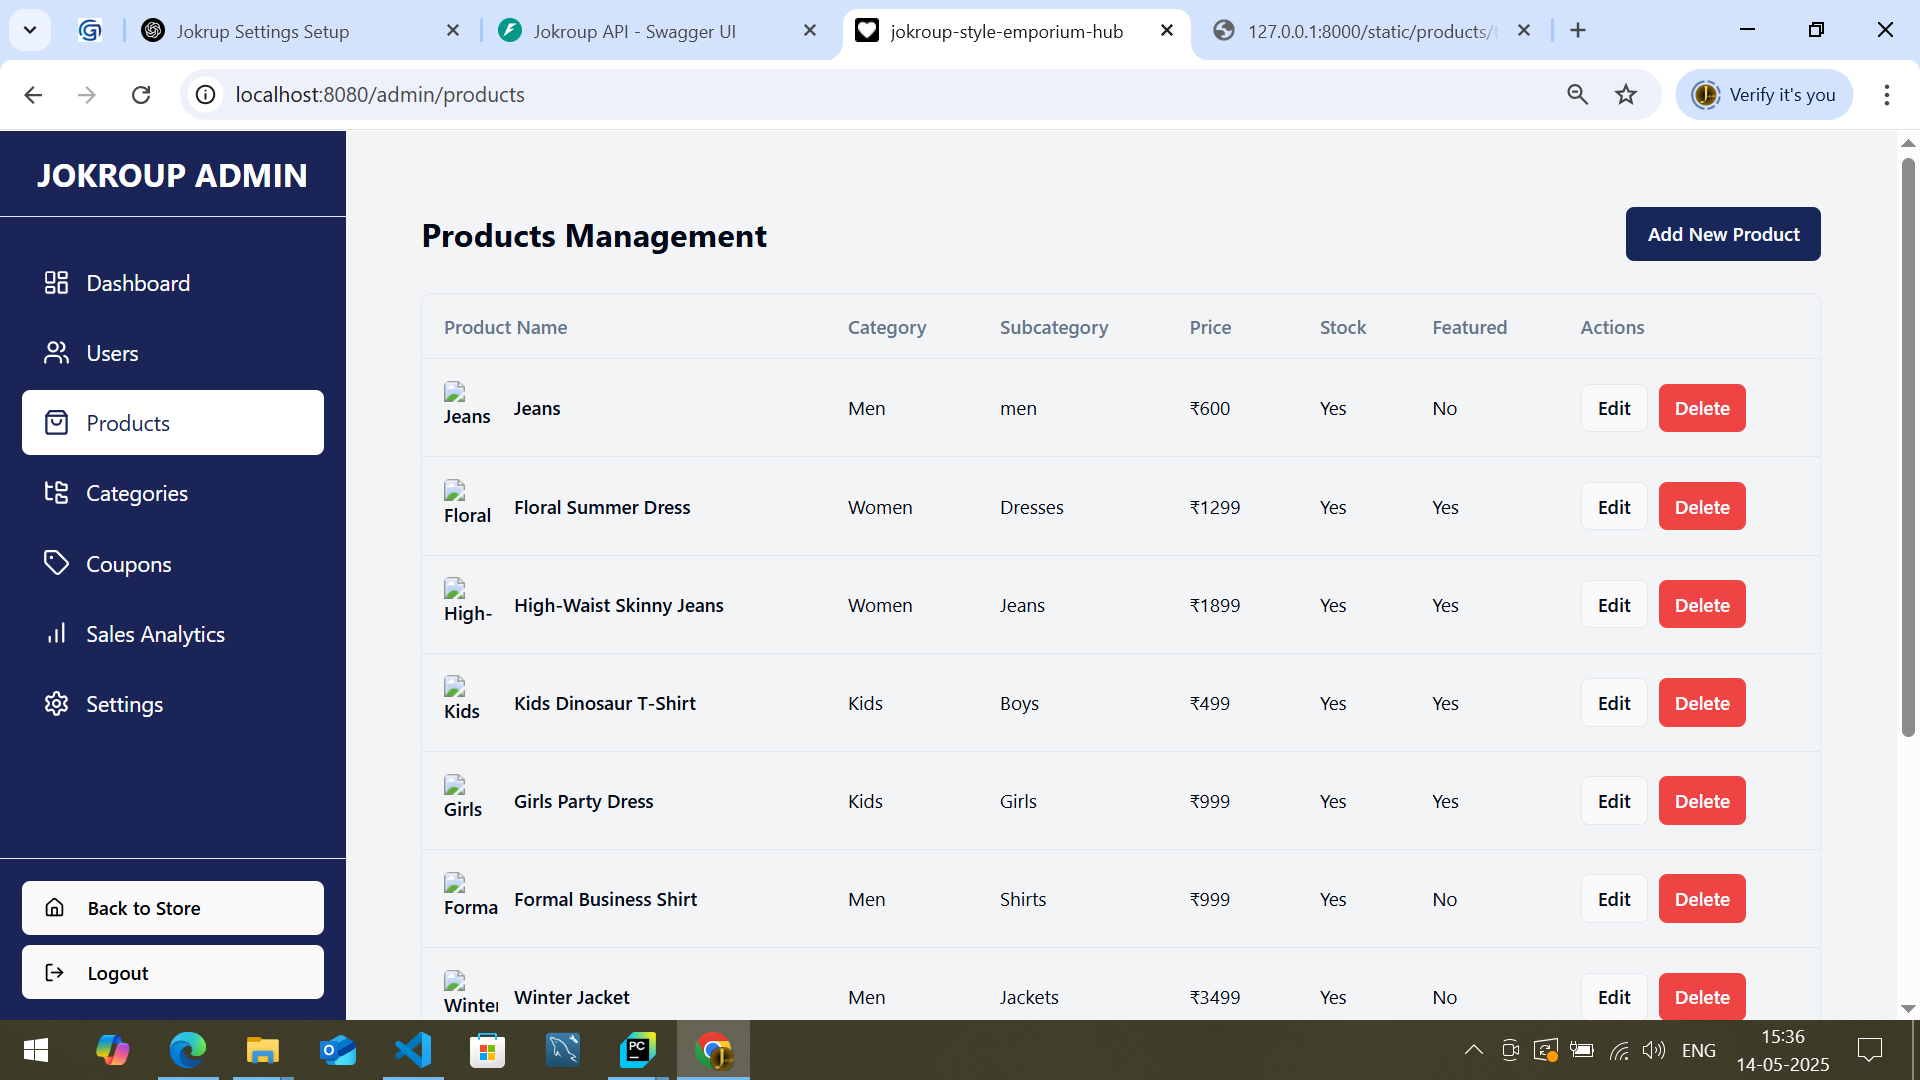 Jokrup Settings Setup
Jokroup API - Swagger UI
jokroup-style-emporium-hub
127.0.0.1:8000/static/products/
localhost:8080/admin/products
Verify it's you
JOKROUP ADMIN
Dashboard
Users
Products
Categories
Coupons
Sales Analytics
Settings
Back to Store
Logout
Products Management
Add New Product
Product Name Category Subcategory Price Stock Featured Actions
Jeans Jeans Men men ₹600 Yes No Edit Delete
Floral Floral Summer Dress Women Dresses ₹1299 Yes Yes Edit Delete
High- High-Waist Skinny Jeans Women Jeans ₹1899 Yes Yes Edit Delete
Kids Kids Dinosaur T-Shirt Kids Boys ₹499 Yes Yes Edit Delete
Girls Girls Party Dress Kids Girls ₹999 Yes Yes Edit Delete
Forma Formal Business Shirt Men Shirts ₹999 Yes No Edit Delete
Winter Winter Jacket Men Jackets ₹3499 Yes No Edit Delete
PC
ENG
15:36
14-05-2025